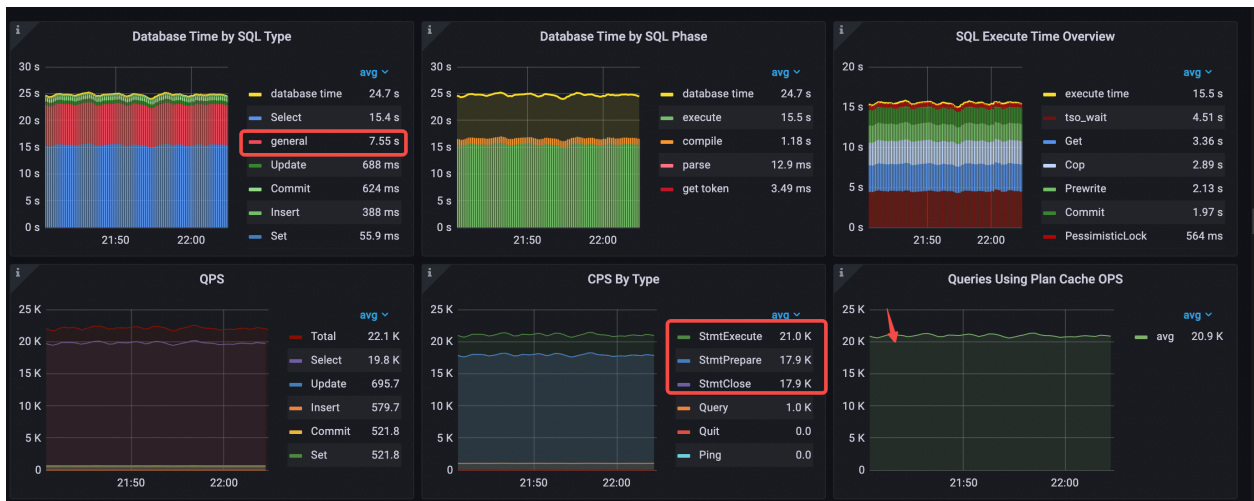 i
Database Time by SQL Type
30 s
25 s
20 s
15 s
10 s
5 s
0 s
21:50 22:00
avg
database time 24.7 s
Select 15.4 s
general 7.55 s
Update 688 ms
Commit 624 ms
Insert 388 ms
Set 55.9 ms
i
Database Time by SQL Phase
30 s
25 s
20 s
15 s
10 s
5 s
0 s
21:50 22:00
avg
database time 24.7 s
execute 15.5 s
compile 1.18 s
parse 12.9 ms
get token 3.49 ms
i
SQL Execute Time Overview
20 s
15 s
10 s
5 s
0 s
21:50 22:00
avg
execute time 15.5 s
tso_wait 4.51 s
Get 3.36 s
Cop 2.89 s
Prewrite 2.13 s
Commit 1.97 s
PessimisticLock 564 ms
i
QPS
25 K
20 K
15 K
10 K
5 K
0
21:50 22:00
avg
Total 22.1 K
Select 19.8 K
Update 695.7
Insert 579.7
Commit 521.8
Set 521.8
i
CPS By Type
25 K
20 K
15 K
10 K
5 K
0
21:50 22:00
avg
StmtExecute 21.0 K
StmtPrepare 17.9 K
StmtClose 17.9 K
Query 1.0 K
Quit 0.0
Ping 0.0
i
Queries Using Plan Cache OPS
25 K
20 K
15 K
10 K
5 K
0
21:50 22:00
avg
avg 20.9 K